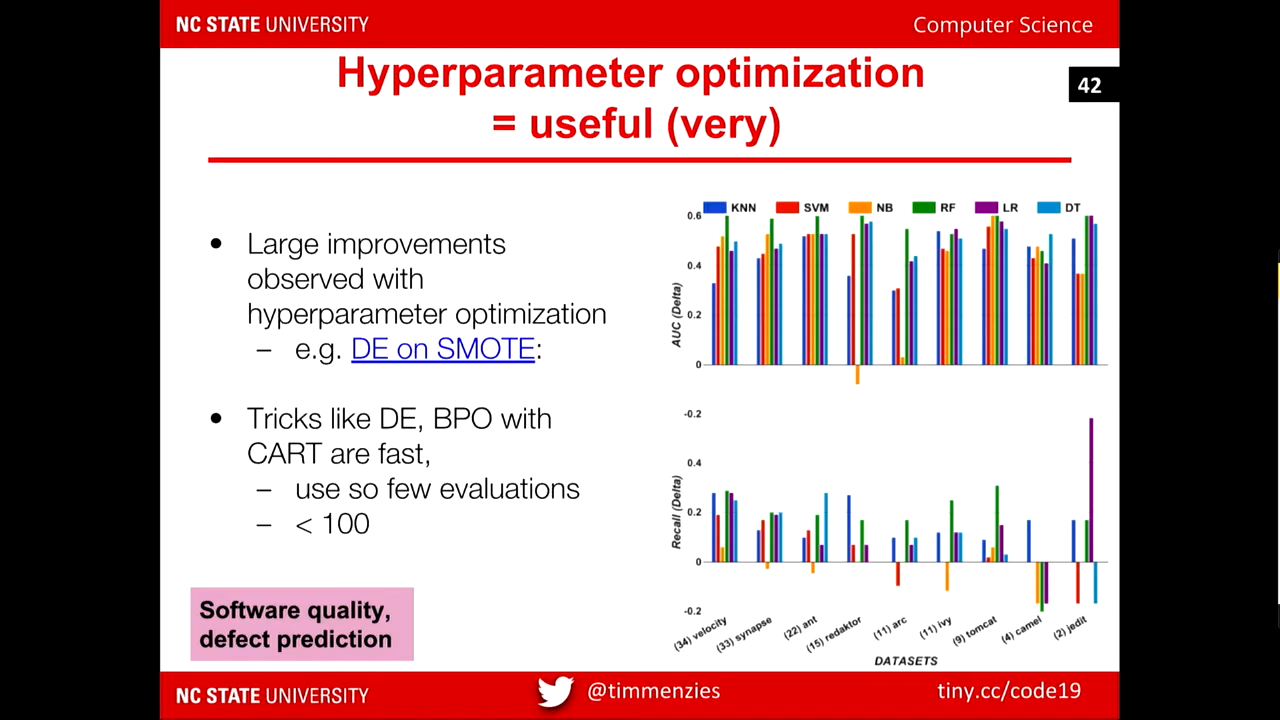 NC STATE UNIVERSITY
Computer Science
Hyperparameter optimization
= useful (very)
42
• Large improvements
observed with
hyperparameter optimization
– e.g. DE on SMOTE:
• Tricks like DE, BPO with
CART are fast,
– use so few evaluations
– < 100
Software quality,
defect prediction
KNN SVM NB RF LR DT
0.6
0.4
0.2
0
-0.2
AUC (Delta)
0.4
0.2
0
-0.2
Recall (Delta)
(34) velocity
(33) synapse
(22) ant
(15) redaktor
(11) arc
(11) ivy
(9) tomcat
(4) camel
(2) jedit
DATASETS
NC STATE UNIVERSITY
@timmenzies
tiny.cc/code19